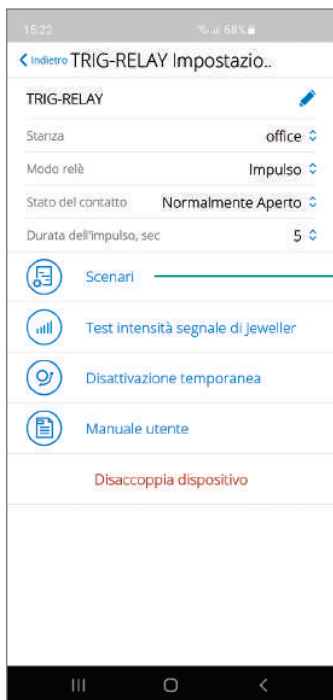 15:22 68%
Indietro TRIG-RELAY Impostazio..
TRIG-RELAY
Stanza office
Modo relè Impulso
Stato del contatto Normalmente Aperto
Durata dell'impulso, sec 5
Scenari
Test intensità segnale di Jeweller
Disattivazione temporanea
Manuale utente
Disaccoppia dispositivo